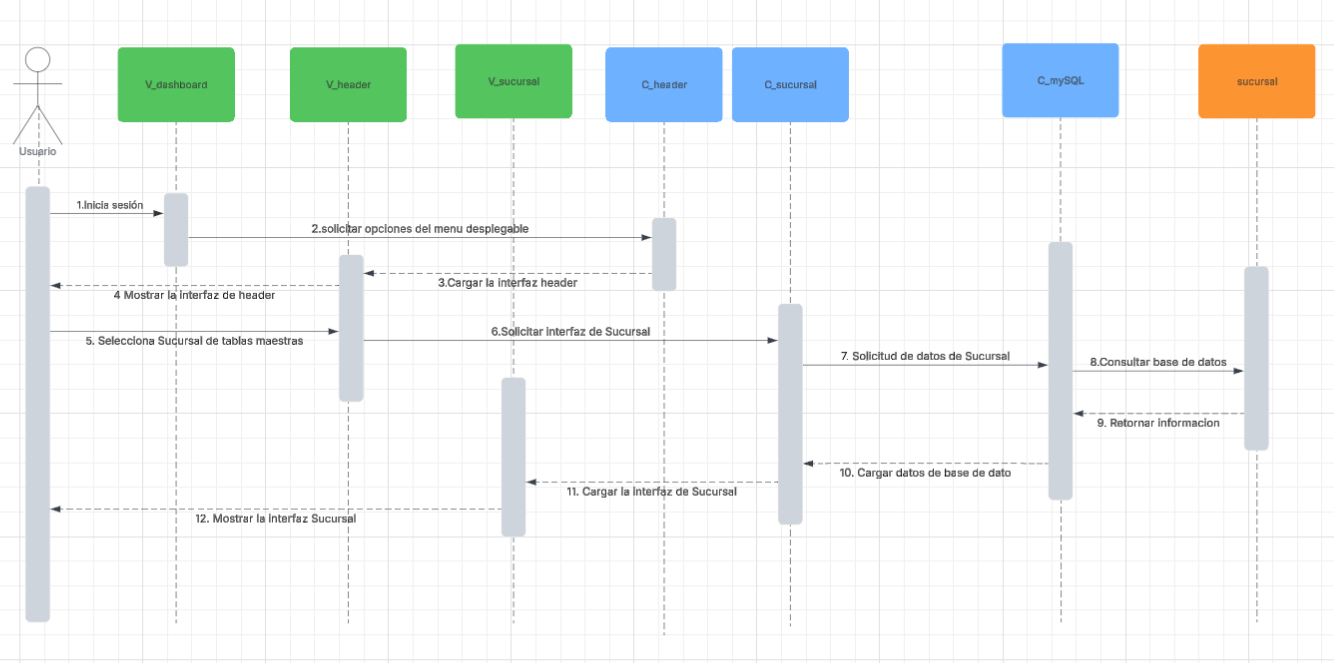 V_dashboard
V_header
V_sucursal
C_header
C_sucursal
C_mySQL
sucursal
Usuario
1.Inicia sesión
2.solicitar opciones del menu desplegable
3.Cargar la interfaz header
4 Mostrar la interfaz de header
5. Selecciona Sucursal de tablas maestras
6.Solicitar interfaz de Sucursal
7. Solicitud de datos de Sucursal
8.Consultar base de datos
9. Retornar informacion
10. Cargar datos de base de dato
11. Cargar la interfaz de Sucursal
12. Mostrar la interfaz Sucursal